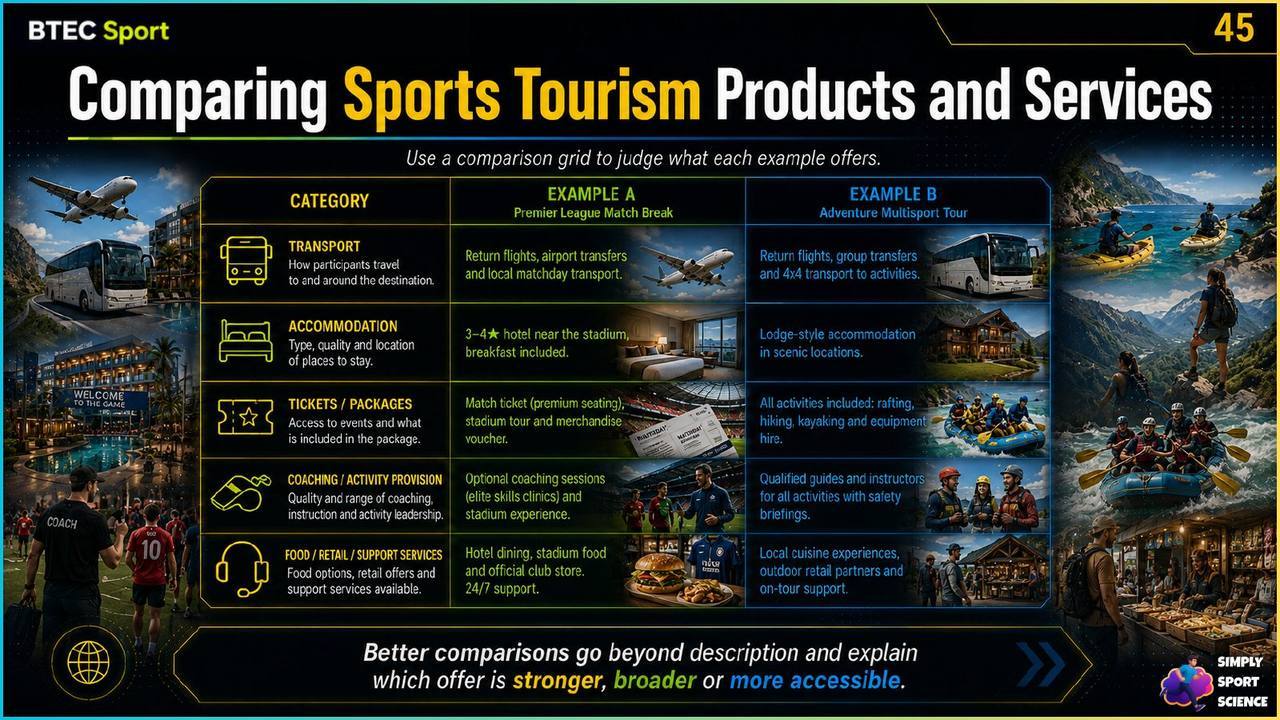 BTEC Sport
45
Comparing Sports Tourism Products and Services
Use a comparison grid to judge what each example offers.
CATEGORY
EXAMPLE A
Premier League Match Break
EXAMPLE B
Adventure Multisport Tour
TRANSPORT
How participants travel
to and around the destination.
Return flights, airport transfers
and local matchday transport.
Return flights, group transfers
and 4x4 transport to activities.
ACCOMMODATION
Type, quality and location
of places to stay.
3–4★ hotel near the stadium,
breakfast included.
Lodge-style accommodation
in scenic locations.
TICKETS / PACKAGES
Access to events and what
is included in the package.
Match ticket (premium seating),
stadium tour and merchandise
voucher.
All activities included: rafting,
hiking, kayaking and equipment
hire.
COACHING / ACTIVITY PROVISION
Quality and range of coaching,
instruction and activity leadership.
Optional coaching sessions
(elite skills clinics) and
stadium experience.
Qualified guides and instructors
for all activities with safety
briefings.
FOOD / RETAIL / SUPPORT SERVICES
Food options, retail offers and
support services available.
Hotel dining, stadium food
and official club store.
24/7 support.
Local cuisine experiences,
outdoor retail partners and
on-tour support.
WELCOME
TO THE GAME
COACH
10
Better comparisons go beyond description and explain
which offer is stronger, broader or more accessible.
SIMPLY
SPORT
SCIENCE